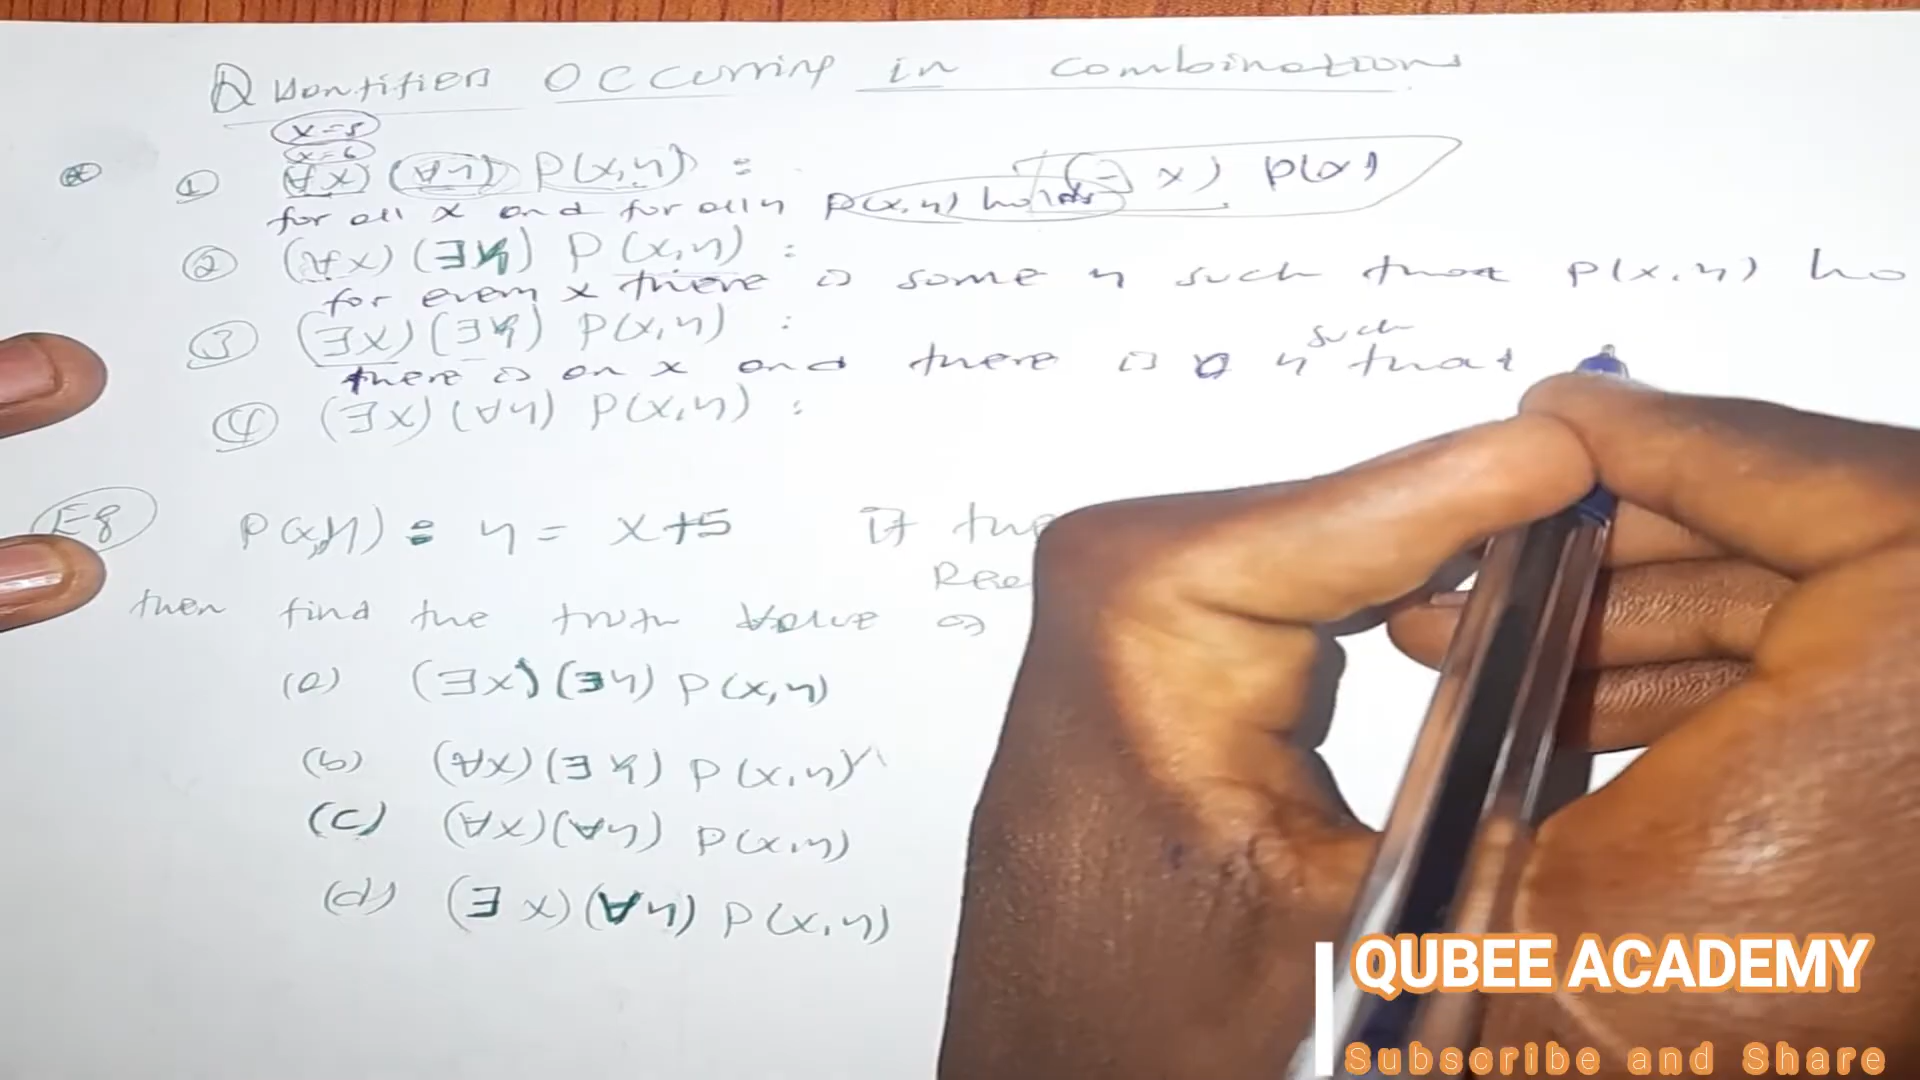 Quantifiers Occurring in combinations
x=5
x=6
① (∀x) (∀y) P(x,y) : (∃x) P(x)
for all x and for all y P(x,y) holds
② (∀x) (∃y) P(x,y) :
for every x there is some y such that P(x,y) ho
③ (∃x) (∃y) P(x,y) :
there is an x and there is a y such that
④ (∃x) (∀y) P(x,y) :
Eg P(x,y) : y = x+5 If the
Rea
then find the truth value of
(a) (∃x) (∃y) P(x,y)
(b) (∀x) (∃y) P(x,y)
(c) (∀x) (∀y) P(x,y)
(d) (∃x) (∀y) P(x,y)
QUBEE ACADEMY
Subscribe and Share